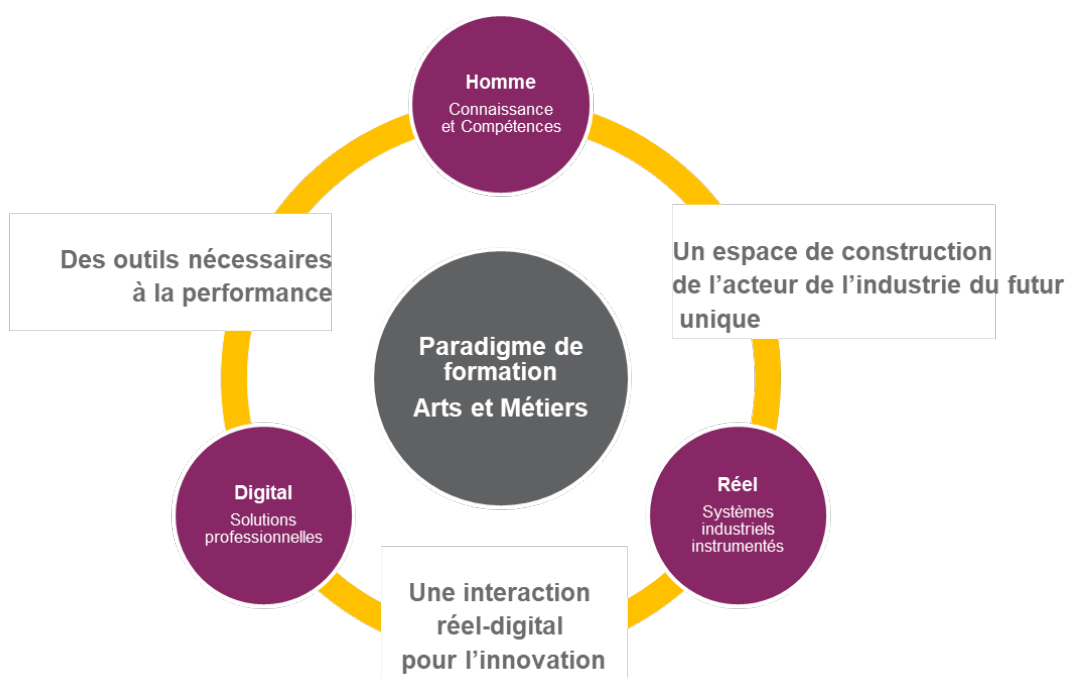 Homme
Connaissance
et Compétences
Des outils nécessaires
à la performance
Un espace de construction
de l’acteur de l’industrie du futur
unique
Paradigme de
formation
Arts et Métiers
Digital
Solutions
professionnelles
Réel
Systèmes
industriels
instrumentés
Une interaction
réel-digital
pour l’innovation